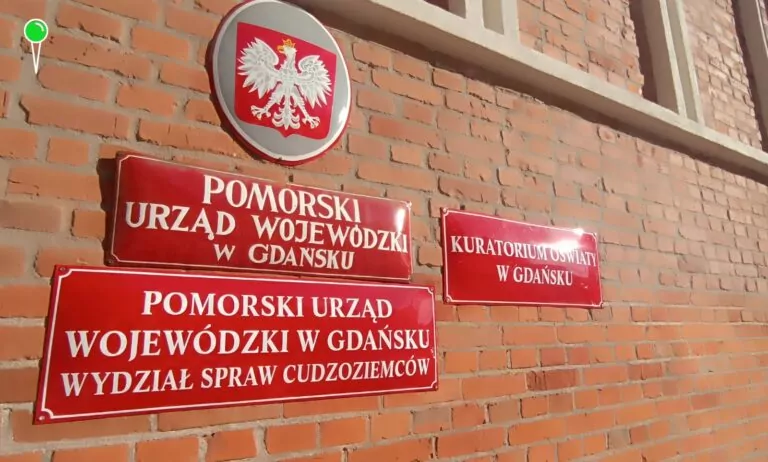 POMORSKI
URZĄD WOJEWÓDZKI
W GDAŃSKU
KURATORIUM OŚWIATY
W GDAŃSKU
POMORSKI URZĄD
WOJEWÓDZKI W GDAŃSKU
WYDZIAŁ SPRAW CUDZOZIEMCÓW